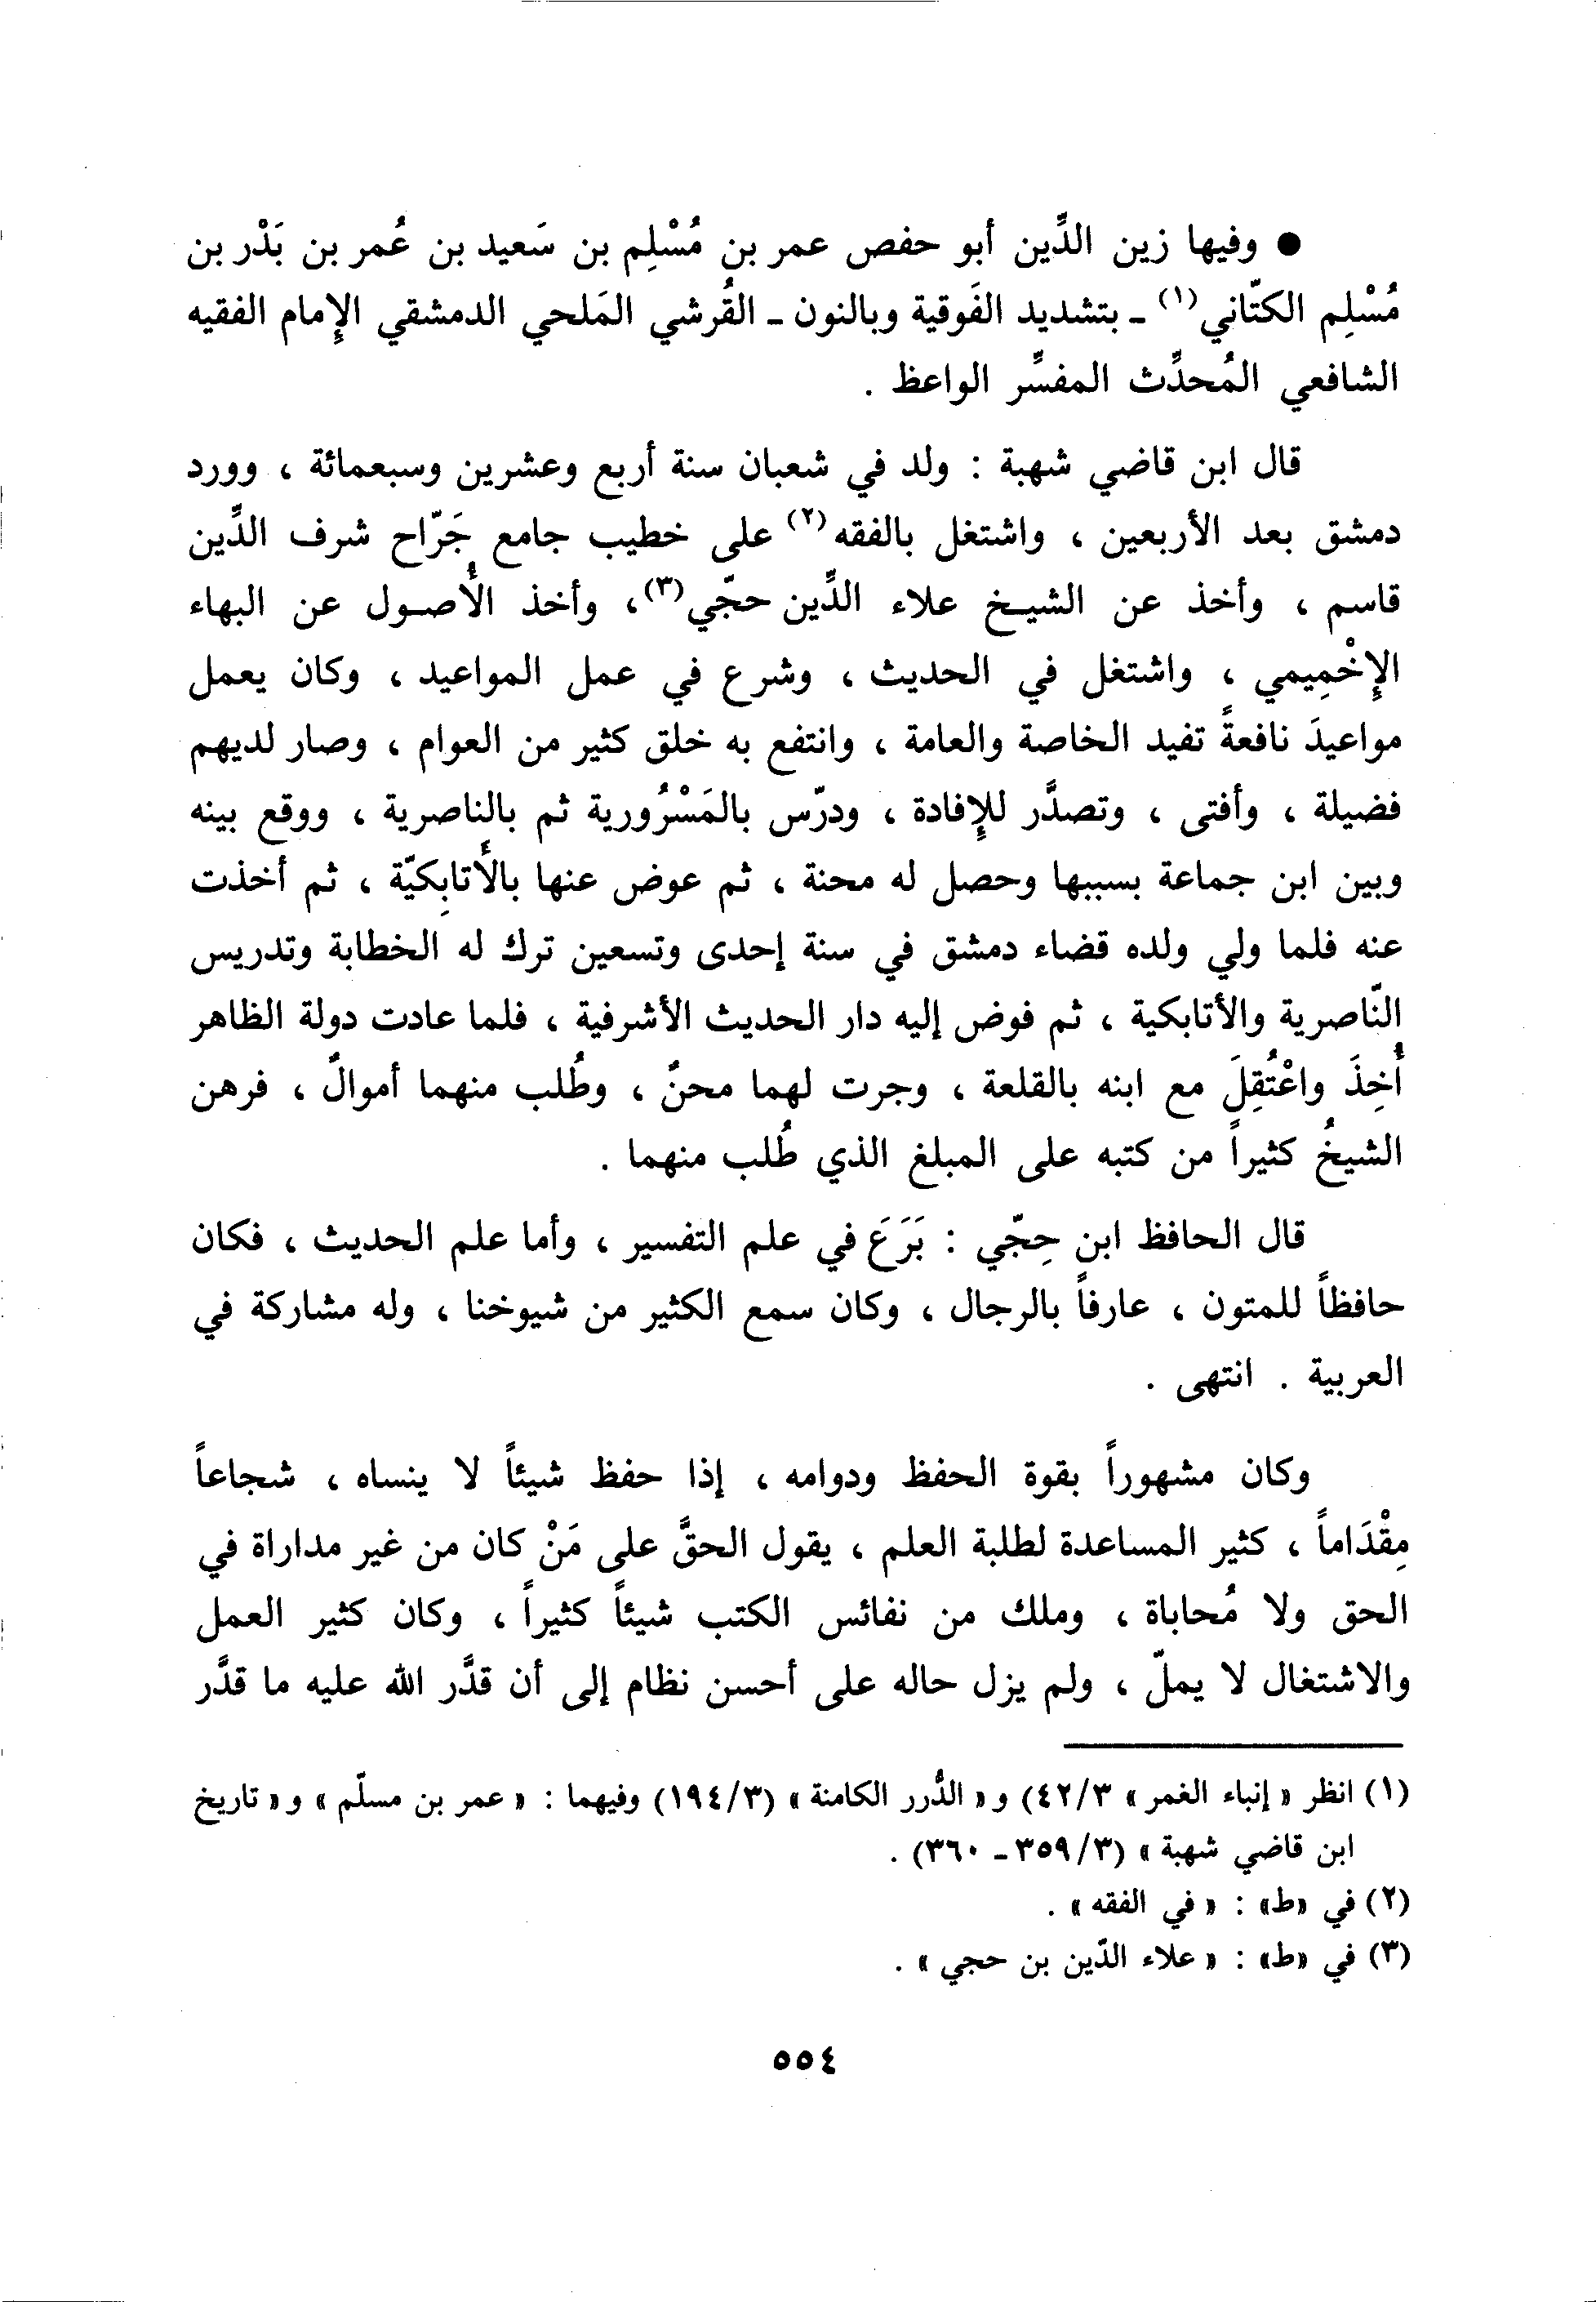 ● وفيها زين الدِّين أبو حفص عمر بن مُسْلِم بن سَعيد بن عُمر بن بَدْر بن
مُسْلِم الكتّاني(١) ـ بتشديد الفَوقية وبالنون ـ القُرشي المَلحي الدمشقي الإِمام الفقيه
الشافعي المُحدِّث المفسِّر الواعظ .
قال ابن قاضي شهبة : ولد في شعبان سنة أربع وعشرين وسبعمائة ، وورد
دمشق بعد الأربعين ، واشتغل بالفقه(٢) على خطيب جامع جَرّاح شرف الدِّين
قاسم ، وأخذ عن الشيخ علاء الدِّين حجّي(٣)، وأخذ الأُصول عن البهاء
الإِخْمِيمي ، واشتغل في الحديث ، وشرع في عمل المواعيد ، وكان يعمل
مواعيدَ نافعةً تفيد الخاصة والعامة ، وانتفع به خلق كثير من العوام ، وصار لديهم
فضيلة ، وأفتى ، وتصدَّر للإِفادة ، ودرّس بالمَسْرُورية ثم بالناصرية ، ووقع بينه
وبين ابن جماعة بسببها وحصل له محنة ، ثم عوض عنها بالأتابِكيّة ، ثم أخذت
عنه فلما ولي ولده قضاء دمشق في سنة إحدى وتسعين ترك له الخطابة وتدريس
النّاصرية والأتابكية ، ثم فوض إليه دار الحديث الأشرفية ، فلما عادت دولة الظاهر
أُخِذَ واعْتُقِلَ مع ابنه بالقلعة ، وجرت لهما محنٌ ، وطُلب منهما أموالٌ ، فرهن
الشيخُ كثيراً من كتبه على المبلغ الذي طُلب منهما .
قال الحافظ ابن حِجّي : بَرَعَ في علم التفسير ، وأما علم الحديث ، فكان
حافظاً للمتون ، عارفاً بالرجال ، وكان سمع الكثير من شيوخنا ، وله مشاركة في
العربية . انتهى .
وكان مشهوراً بقوة الحفظ ودوامه ، إذا حفظ شيئاً لا ينساه ، شجاعاً
مِقْدَاماً ، كثير المساعدة لطلبة العلم ، يقول الحقَّ على مَنْ كان من غير مداراة في
الحق ولا مُحاباة ، وملك من نفائس الكتب شيئاً كثيراً ، وكان كثير العمل
والاشتغال لا يملّ ، ولم يزل حاله على أحسن نظام إلى أن قدَّر الله عليه ما قدَّر
(١) انظر « إنباء الغمر » ٤٢/٣) و« الدُّرر الكامنة » (١٩٤/٣) وفيهما : « عمر بن مسلّم » و« تاريخ
ابن قاضي شهبة » (٣٥٩/٣ ـ ٣٦٠) .
(٢) في «ط» : « في الفقه » .
(٣) في «ط» : « علاء الدّين بن حجي » .
٥٥٤